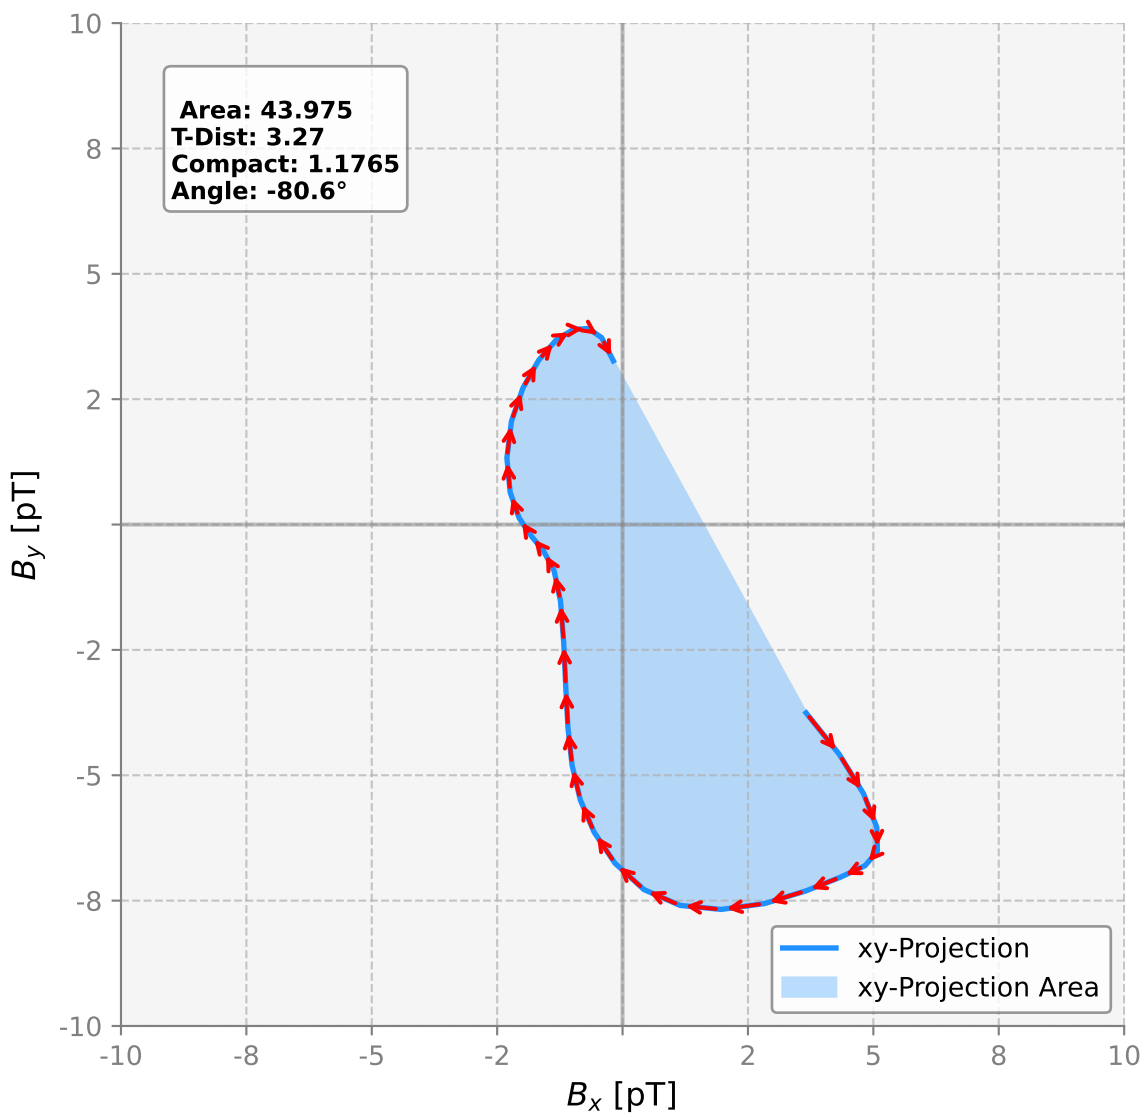 10
8
5
2
-2
-5
-8
-10
Area: 43.975
T-Dist: 3.27
Compact: 1.1765
Angle: -80.6°
B_y [pT]
xy-Projection
xy-Projection Area
-10 -8 -5 -2 2 5 8 10
B_x [pT]